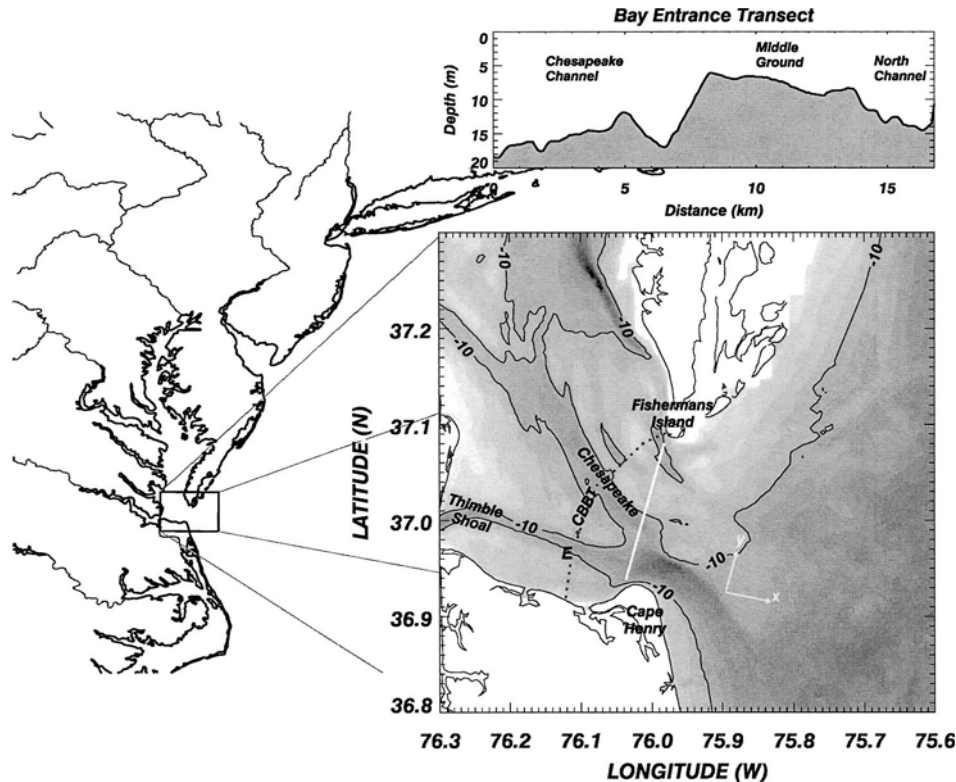 Bay Entrance Transect
Depth (m)
0
5
10
15
20
Chesapeake
Channel
Middle
Ground
North
Channel
0
5
10
15
Distance (km)
LATITUDE (N)
37.2
37.1
37.0
36.9
36.8
-10
-10
-10
-10
Fishermans
Island
Chesapeake
CBBT
Thimble
Shoal
-10
E
-10
-10
y
x
Cape
Henry
76.3 76.2 76.1 76.0 75.9 75.8 75.7 75.6
LONGITUDE (W)